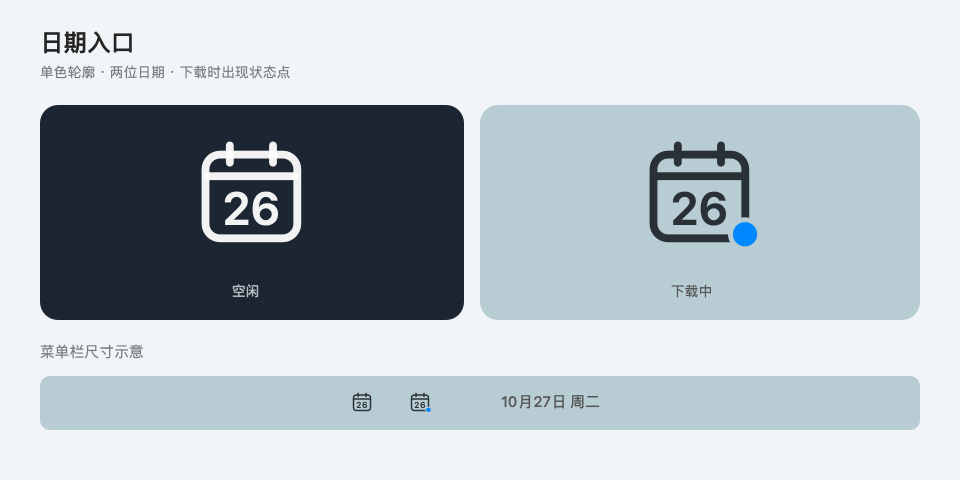 日期入口
单色轮廓 · 两位日期 · 下载时出现状态点
26
26
空闲
下载中
菜单栏尺寸示意
26
26
10月27日 周二